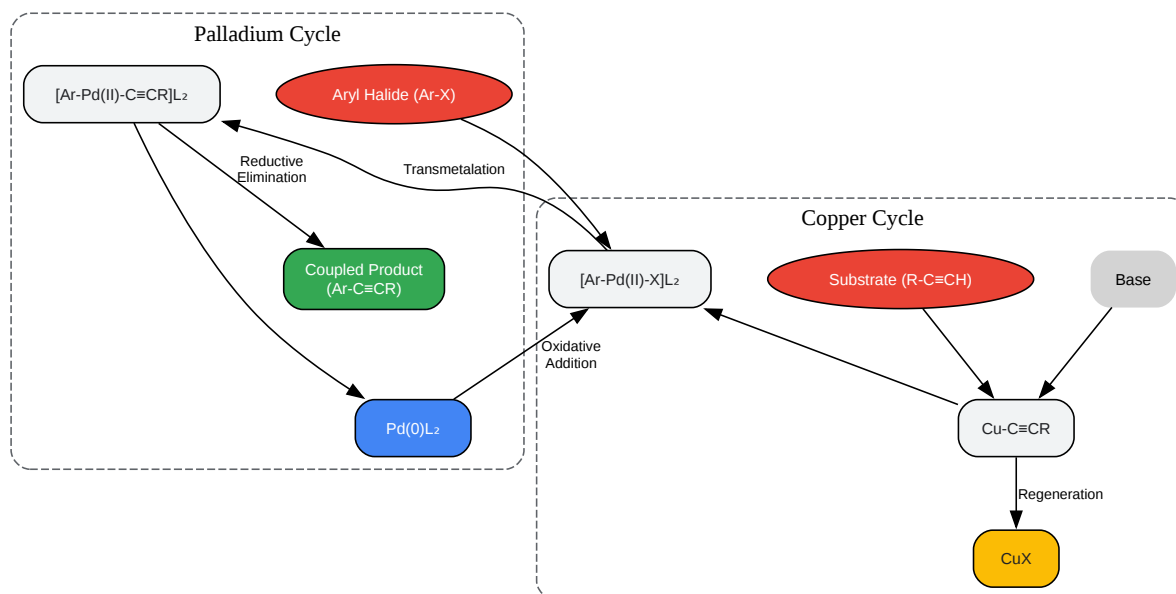 Palladium Cycle
[Ar-Pd(II)-C≡CR]L₂
Aryl Halide (Ar-X)
Reductive
Elimination
Transmetalation
Copper Cycle
Coupled Product
(Ar-C≡CR)
[Ar-Pd(II)-X]L₂
Substrate (R-C≡CH)
Base
Oxidative
Addition
Pd(0)L₂
Cu-C≡CR
Regeneration
CuX